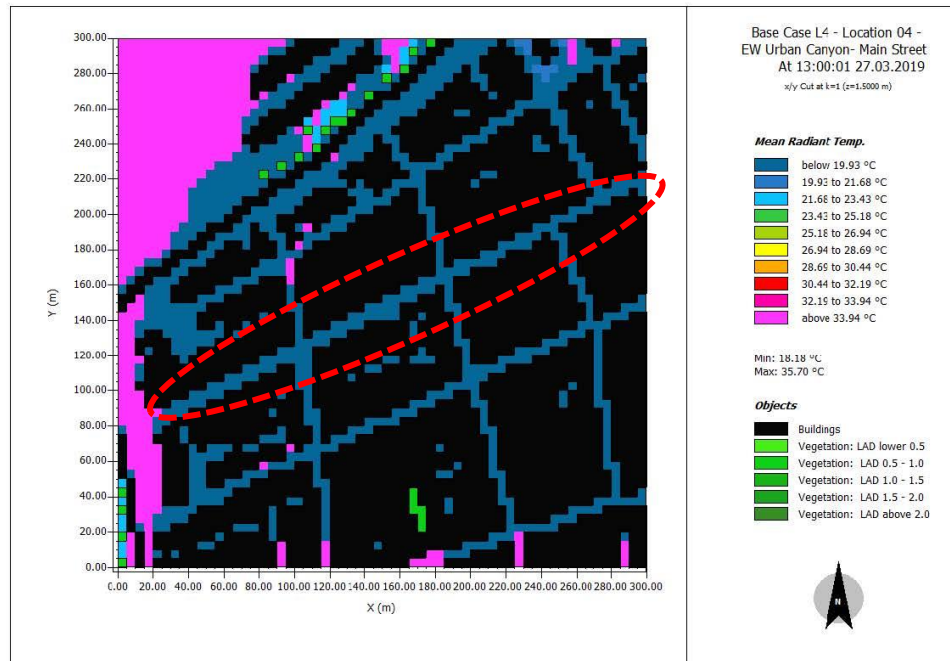 Base Case L4 - Location 04 -
EW Urban Canyon- Main Street
At 13:00:01 27.03.2019
x/y Cut at k=1 (z=1.5000 m)
Mean Radiant Temp.
below 19.93 °C
19.93 to 21.68 °C
21.68 to 23.43 °C
23.43 to 25.18 °C
25.18 to 26.94 °C
26.94 to 28.69 °C
28.69 to 30.44 °C
30.44 to 32.19 °C
32.19 to 33.94 °C
above 33.94 °C
Min: 18.18 °C
Max: 35.70 °C
Objects
Buildings
Vegetation: LAD lower 0.5
Vegetation: LAD 0.5 - 1.0
Vegetation: LAD 1.0 - 1.5
Vegetation: LAD 1.5 - 2.0
Vegetation: LAD above 2.0
N
300.00
280.00
260.00
240.00
220.00
200.00
180.00
160.00
140.00
120.00
100.00
80.00
60.00
40.00
20.00
0.00
Y (m)
0.00 20.00 40.00 60.00 80.00 100.00 120.00 140.00 160.00 180.00 200.00 220.00 240.00 260.00 280.00 300.00
X (m)